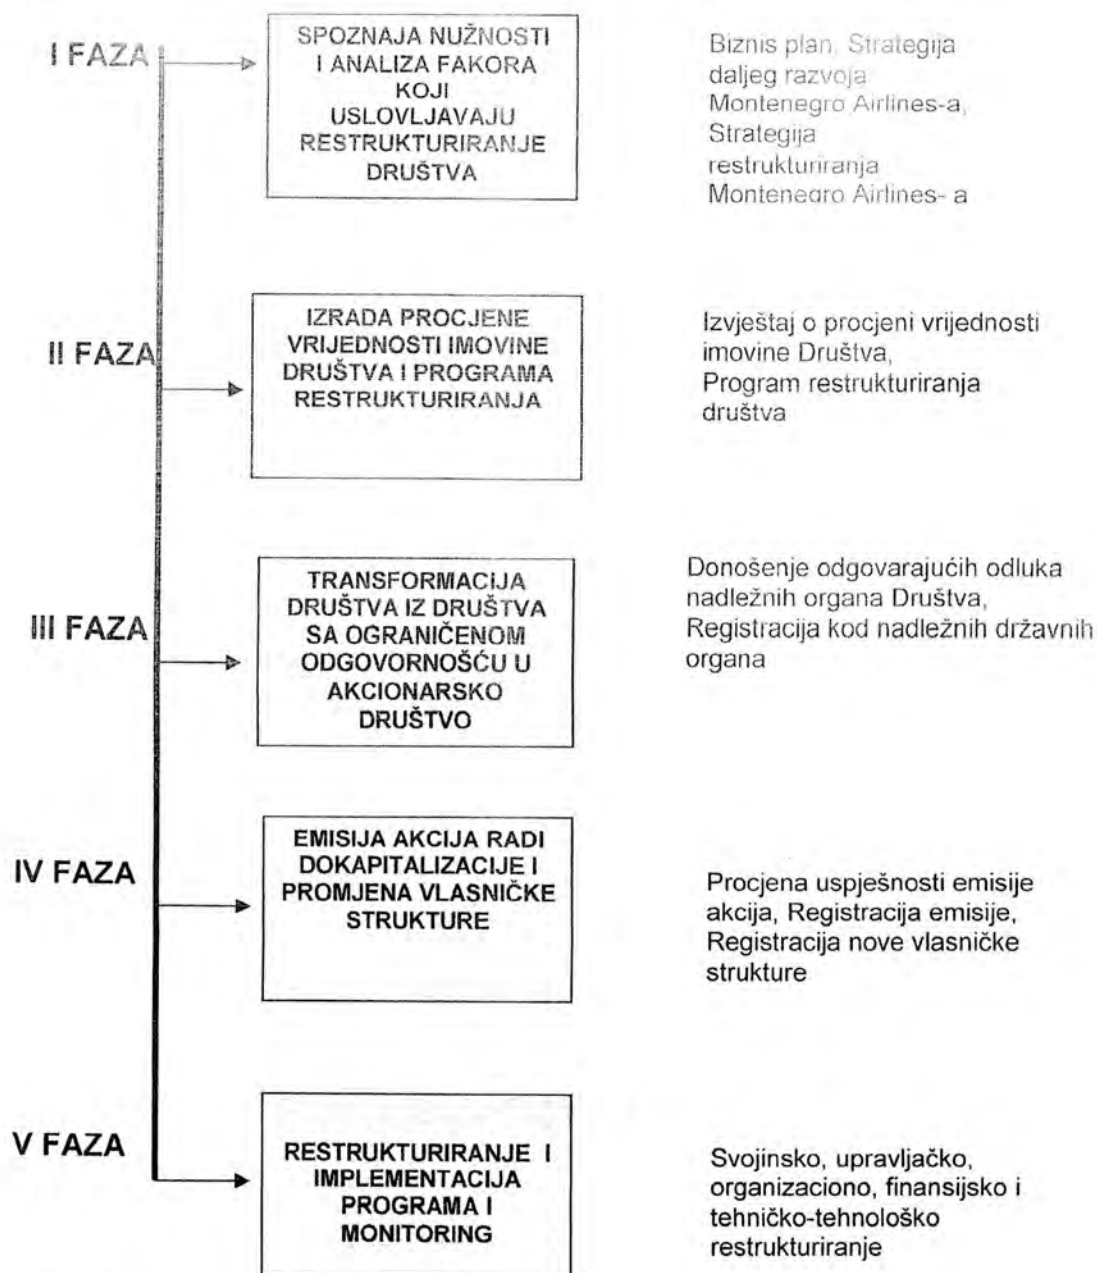 I FAZA
SPOZNAJA NUŽNOSTI
I ANALIZA FAKORA
KOJI
USLOVLJAVAJU
RESTRUKTURIRANJE
DRUŠTVA
Biznis plan, Strategija
daljeg razvoja
Montenegro Airlines-a,
Strategija
restrukturiranja
Montenegro Airlines- a
II FAZA
IZRADA PROCJENE
VRIJEDNOSTI IMOVINE
DRUŠTVA I PROGRAMA
RESTRUKTURIRANJA
Izvještaj o procjeni vrijednosti
imovine Društva,
Program restrukturiranja
društva
III FAZA
TRANSFORMACIJA
DRUŠTVA IZ DRUŠTVA
SA OGRANIČENOM
ODGOVORNOŠĆU U
AKCIONARSKO
DRUŠTVO
Donošenje odgovarajućih odluka
nadležnih organa Društva,
Registracija kod nadležnih državnih
organa
IV FAZA
EMISIJA AKCIJA RADI
DOKAPITALIZACIJE I
PROMJENA VLASNIČKE
STRUKTURE
Procjena uspješnosti emisije
akcija, Registracija emisije,
Registracija nove vlasničke
strukture
V FAZA
RESTRUKTURIRANJE I
IMPLEMENTACIJA
PROGRAMA I
MONITORING
Svojinsko, upravljačko,
organizaciono, finansijsko i
tehničko-tehnološko
restrukturiranje